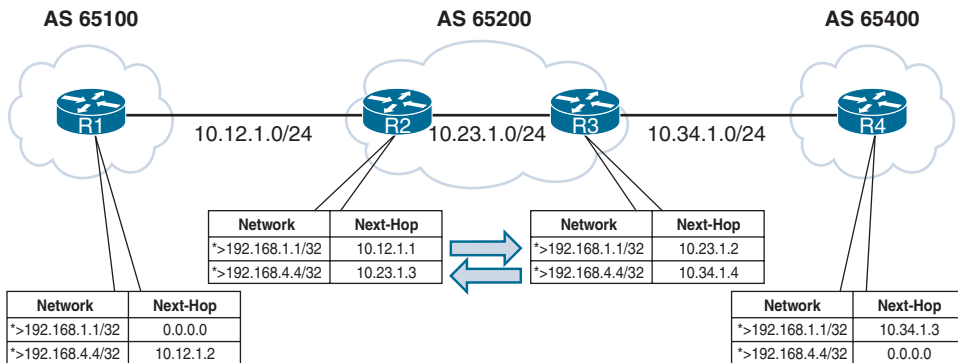 AS 65100
AS 65200
AS 65400
R1
R2
R3
R4
10.12.1.0/24
10.23.1.0/24
10.34.1.0/24
Network Next-Hop
*>192.168.1.1/32 10.12.1.1
*>192.168.4.4/32 10.23.1.3
Network Next-Hop
*>192.168.1.1/32 10.23.1.2
*>192.168.4.4/32 10.34.1.4
Network Next-Hop
*>192.168.1.1/32 0.0.0.0
*>192.168.4.4/32 10.12.1.2
Network Next-Hop
*>192.168.1.1/32 10.34.1.3
*>192.168.4.4/32 0.0.0.0